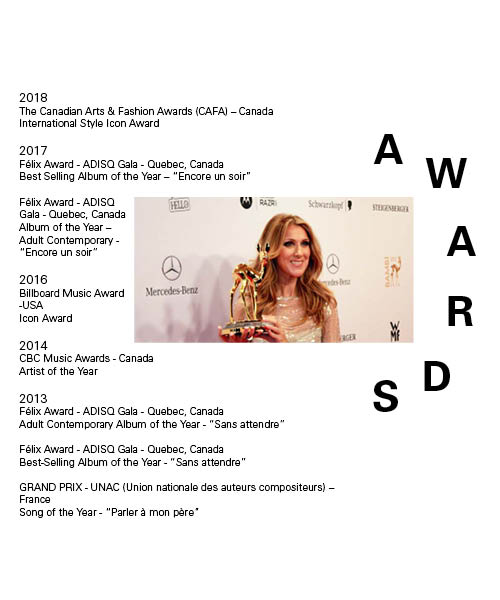 2018
The Canadian Arts & Fashion Awards (CAFA) – Canada
International Style Icon Award
2017
Félix Award - ADISQ Gala - Quebec, Canada
Best Selling Album of the Year – “Encore un soir”
Félix Award - ADISQ
Gala - Quebec, Canada
Album of the Year –
Adult Contemporary -
“Encore un soir”
2016
Billboard Music Award
-USA
Icon Award
2014
CBC Music Awards - Canada
Artist of the Year
2013
Félix Award - ADISQ Gala - Quebec, Canada
Adult Contemporary Album of the Year - “Sans attendre”
Félix Award - ADISQ Gala - Quebec, Canada
Best-Selling Album of the Year - “Sans attendre”
GRAND PRIX - UNAC (Union nationale des auteurs compositeurs) –
France
Song of the Year - “Parler à mon père”
A
W
A
R
D
S
HELLO
RAZR
Schwarzkopf
STEIGENBERGER
Mercedes-Benz
BAMBI
WMF